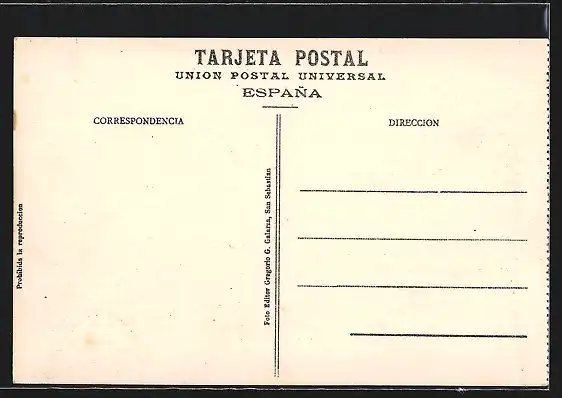 TARJETA POSTAL
UNION POSTAL UNIVERSAL
ESPAÑA
CORRESPONDENCIA
DIRECCION
Prohibida la reproduccion
Foto Editor Gregorio G. Galarza, San Sebastian